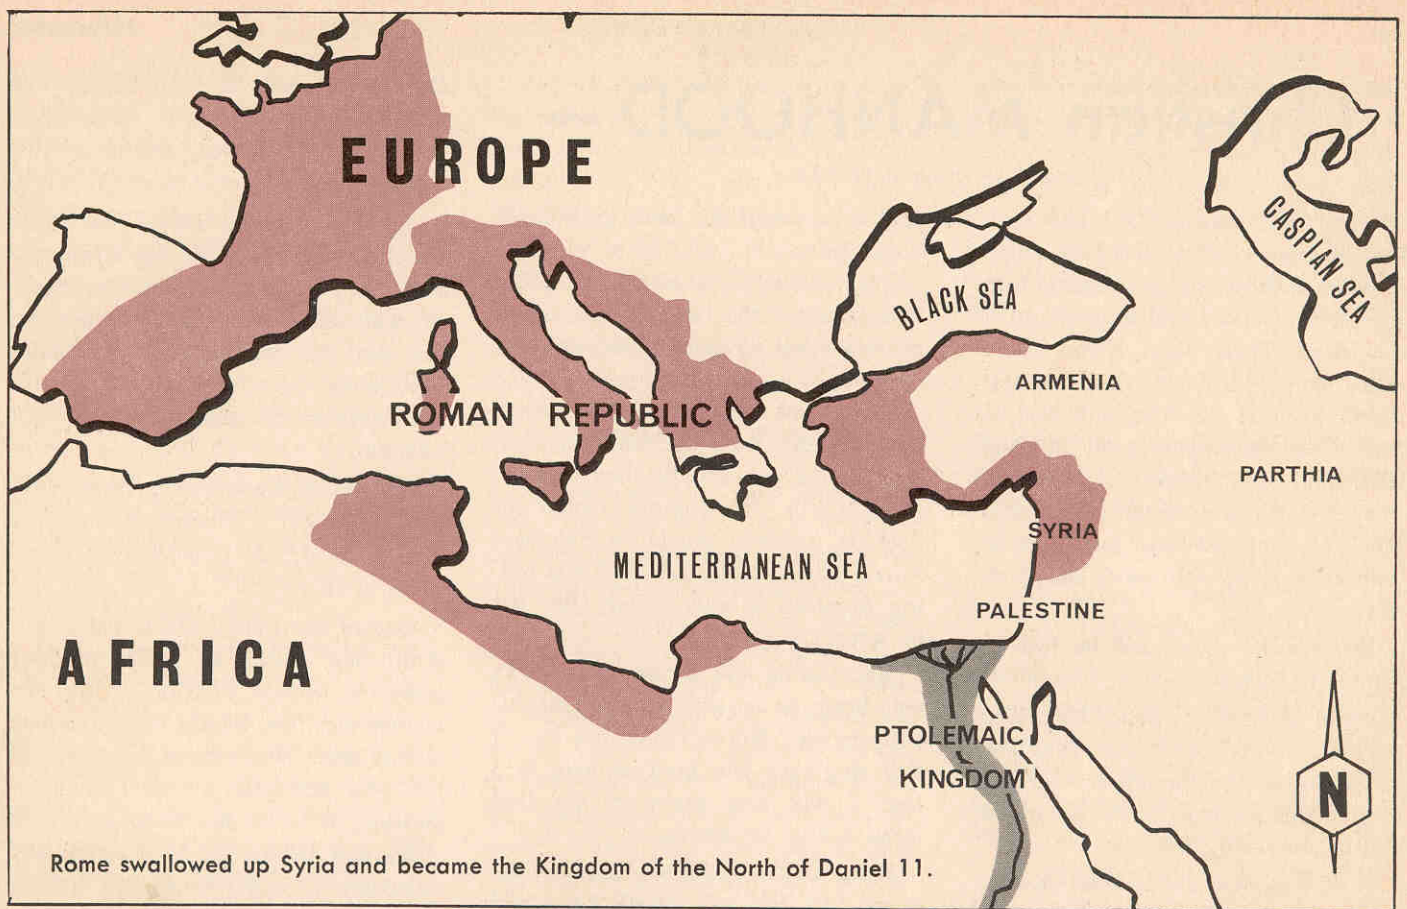 EUROPE
CASPIAN SEA
BLACK SEA
ARMENIA
ROMAN REPUBLIC
PARTHIA
SYRIA
MEDITERRANEAN SEA
PALESTINE
AFRICA
PTOLEMAIC
KINGDOM
N
Rome swallowed up Syria and became the Kingdom of the North of Daniel 11.